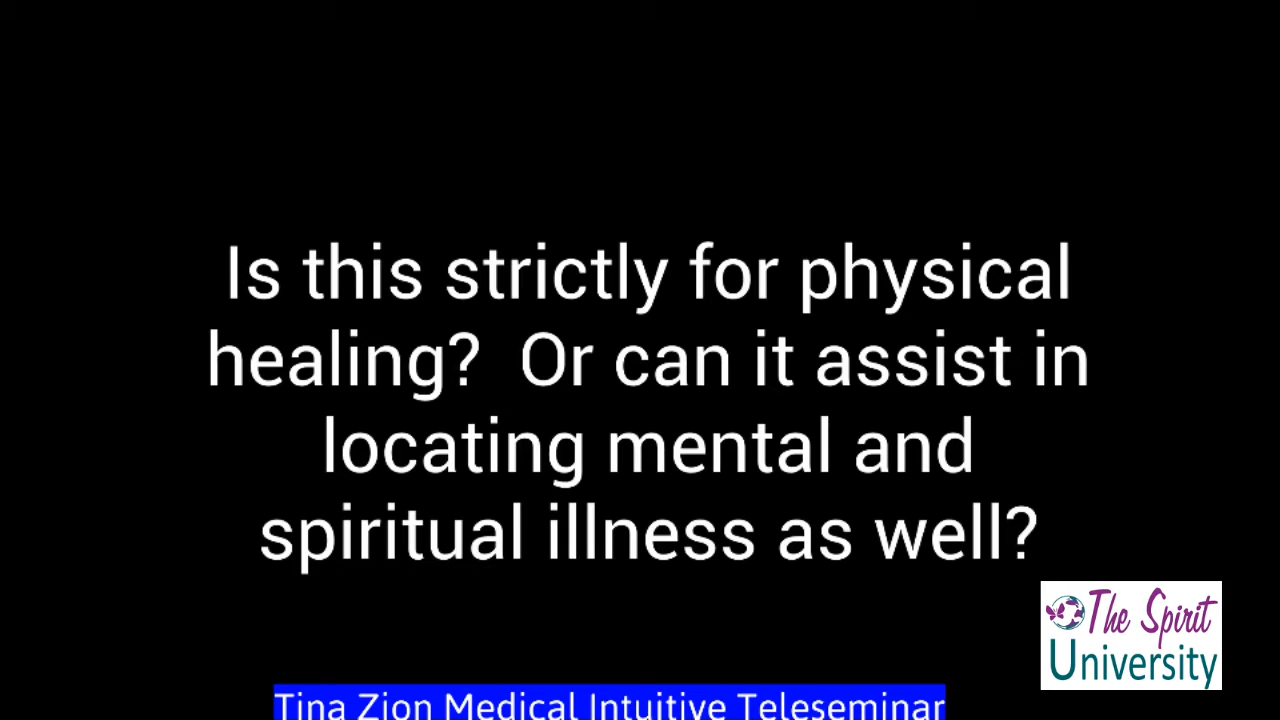 Is this strictly for physical
healing?  Or can it assist in
locating mental and
spiritual illness as well?
The Spirit
University
Tina Zion Medical Intuitive Teleseminar